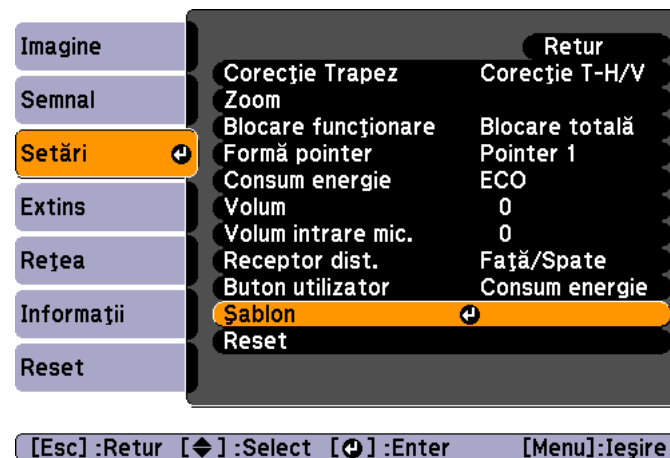 Imagine
Semnal
Setări
Extins
Reţea
Informaţii
Reset
Retur
Corecţie Trapez Corecţie T-H/V
Zoom
Blocare funcţionare Blocare totală
Formă pointer Pointer 1
Consum energie ECO
Volum 0
Volum intrare mic. 0
Receptor dist. Faţă/Spate
Buton utilizator Consum energie
Şablon
Reset
[Esc] :Retur [◆] :Select [⏎] :Enter [Menu]:Ieşire